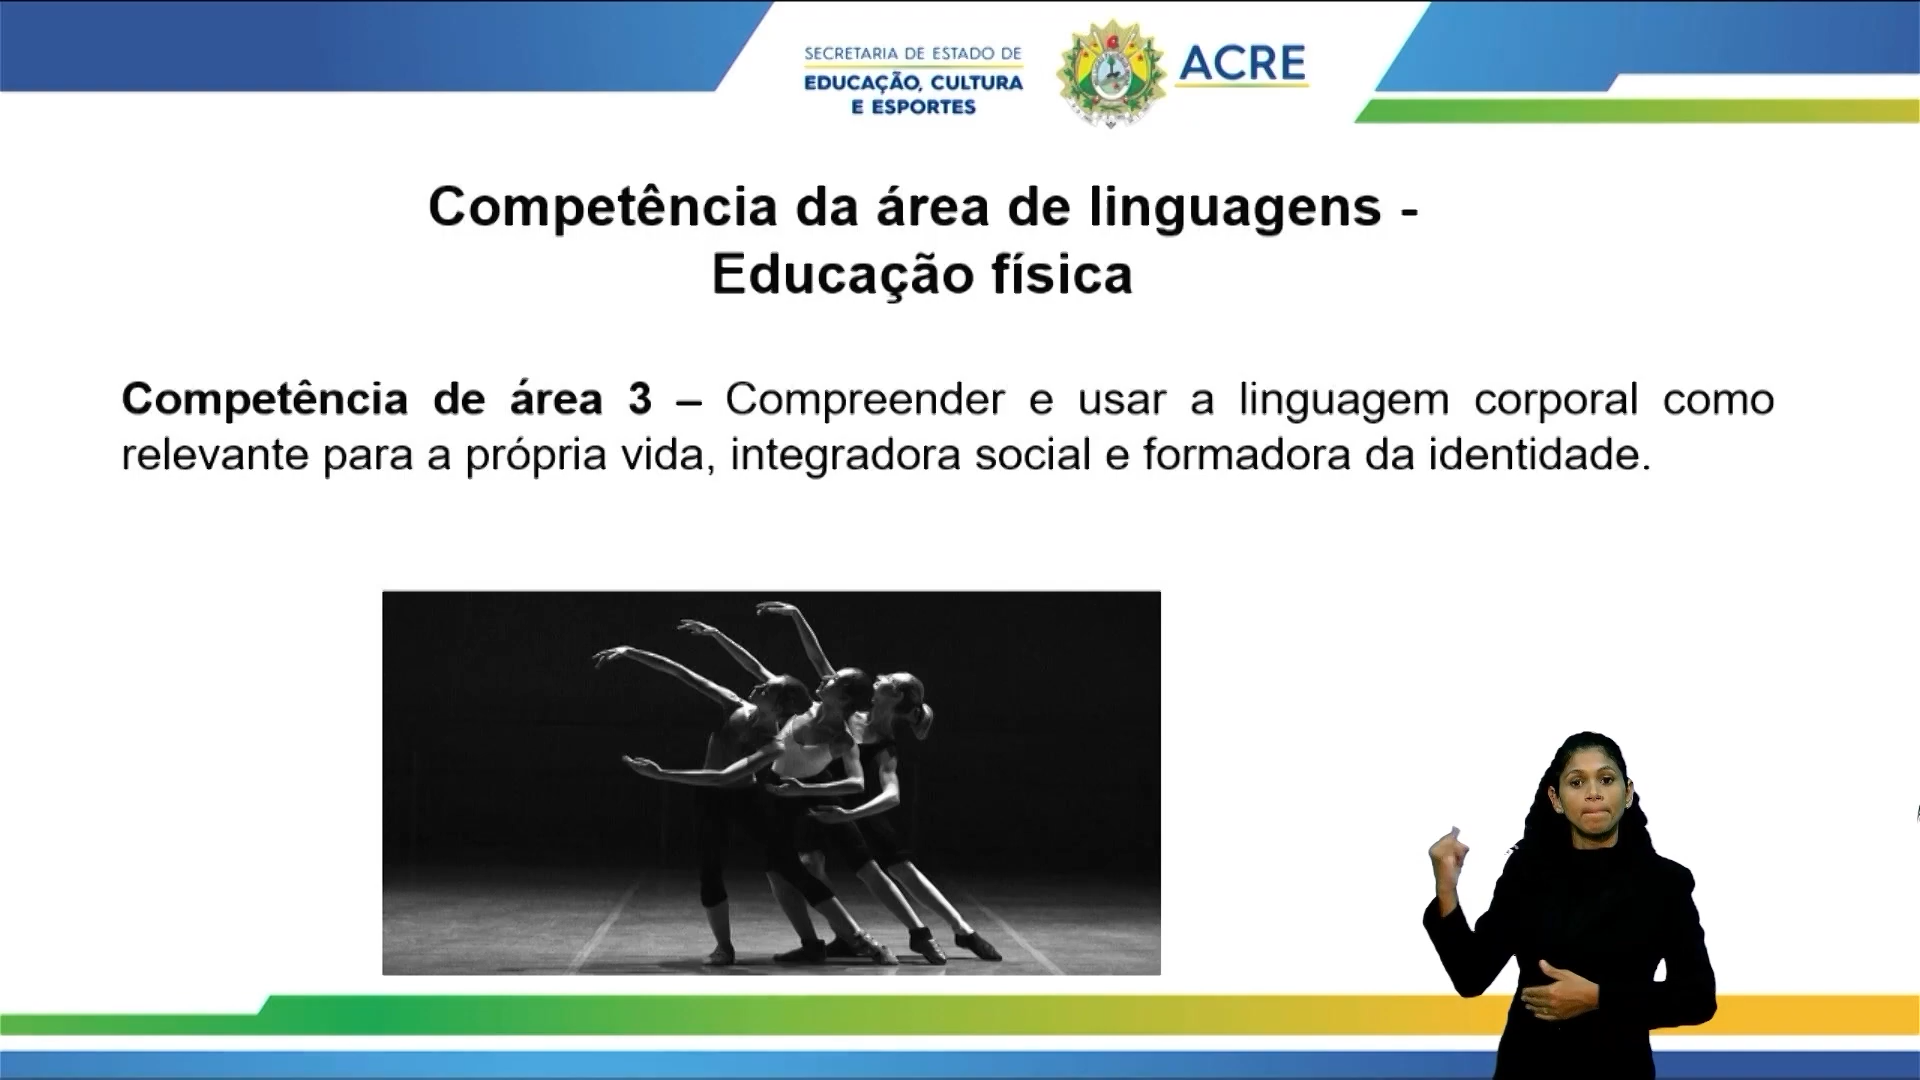 SECRETARIA DE ESTADO DE
EDUCAÇÃO, CULTURA
E ESPORTES
ACRE
Competência da área de linguagens -
Educação física
Competência de área 3 – Compreender e usar a linguagem corporal como
relevante para a própria vida, integradora social e formadora da identidade.